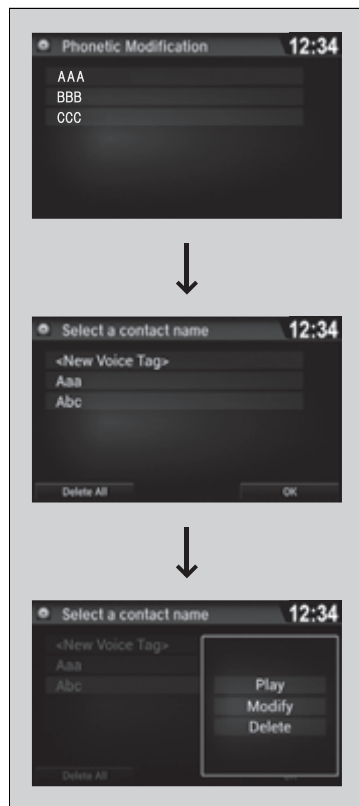 Phonetic Modification 12:34
AAA
BBB
CCC
Select a contact name 12:34
<New Voice Tag>
Aaa
Abc
Delete All OK
Select a contact name 12:34
<New Voice Tag>
Aaa
Abc
Play
Modify
Delete
Delete All